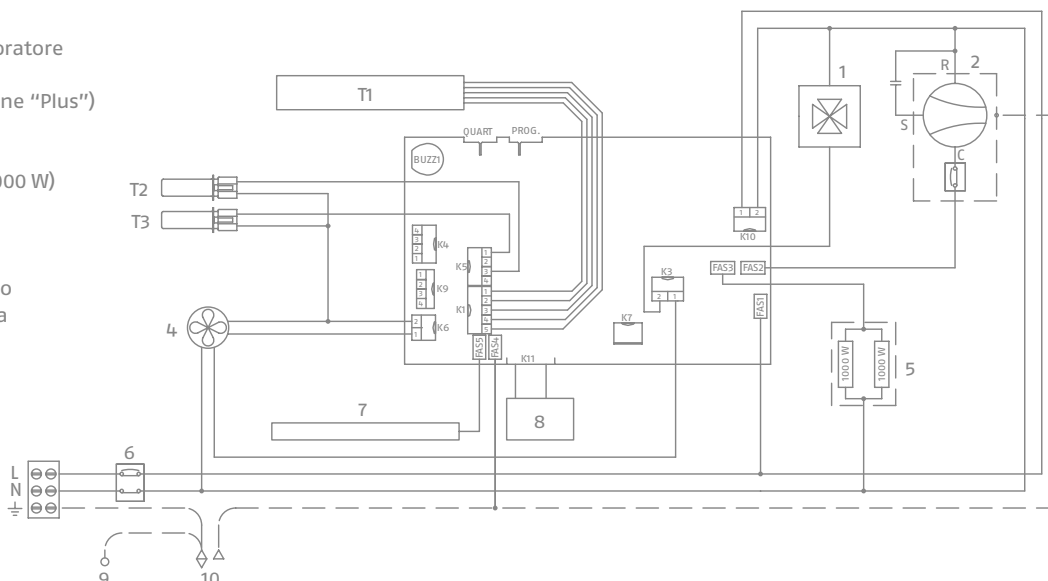 oratore
ne “Plus”)
000 W)
o
a
T1
QUART PROG.
BUZZ1
T2
T3
4
3
2
1
K4
1
2
3
4
K9
2
1
K6
K5
1
2
3
4
K1
1
2
3
4
5
FAS5
FAS4
K11
K7
K3
2 1
1 2
K10
FAS3
FAS2
FAS1
1
R 2
S
C
1000 W
1000 W
5
4
7
8
6
L
N
9
10